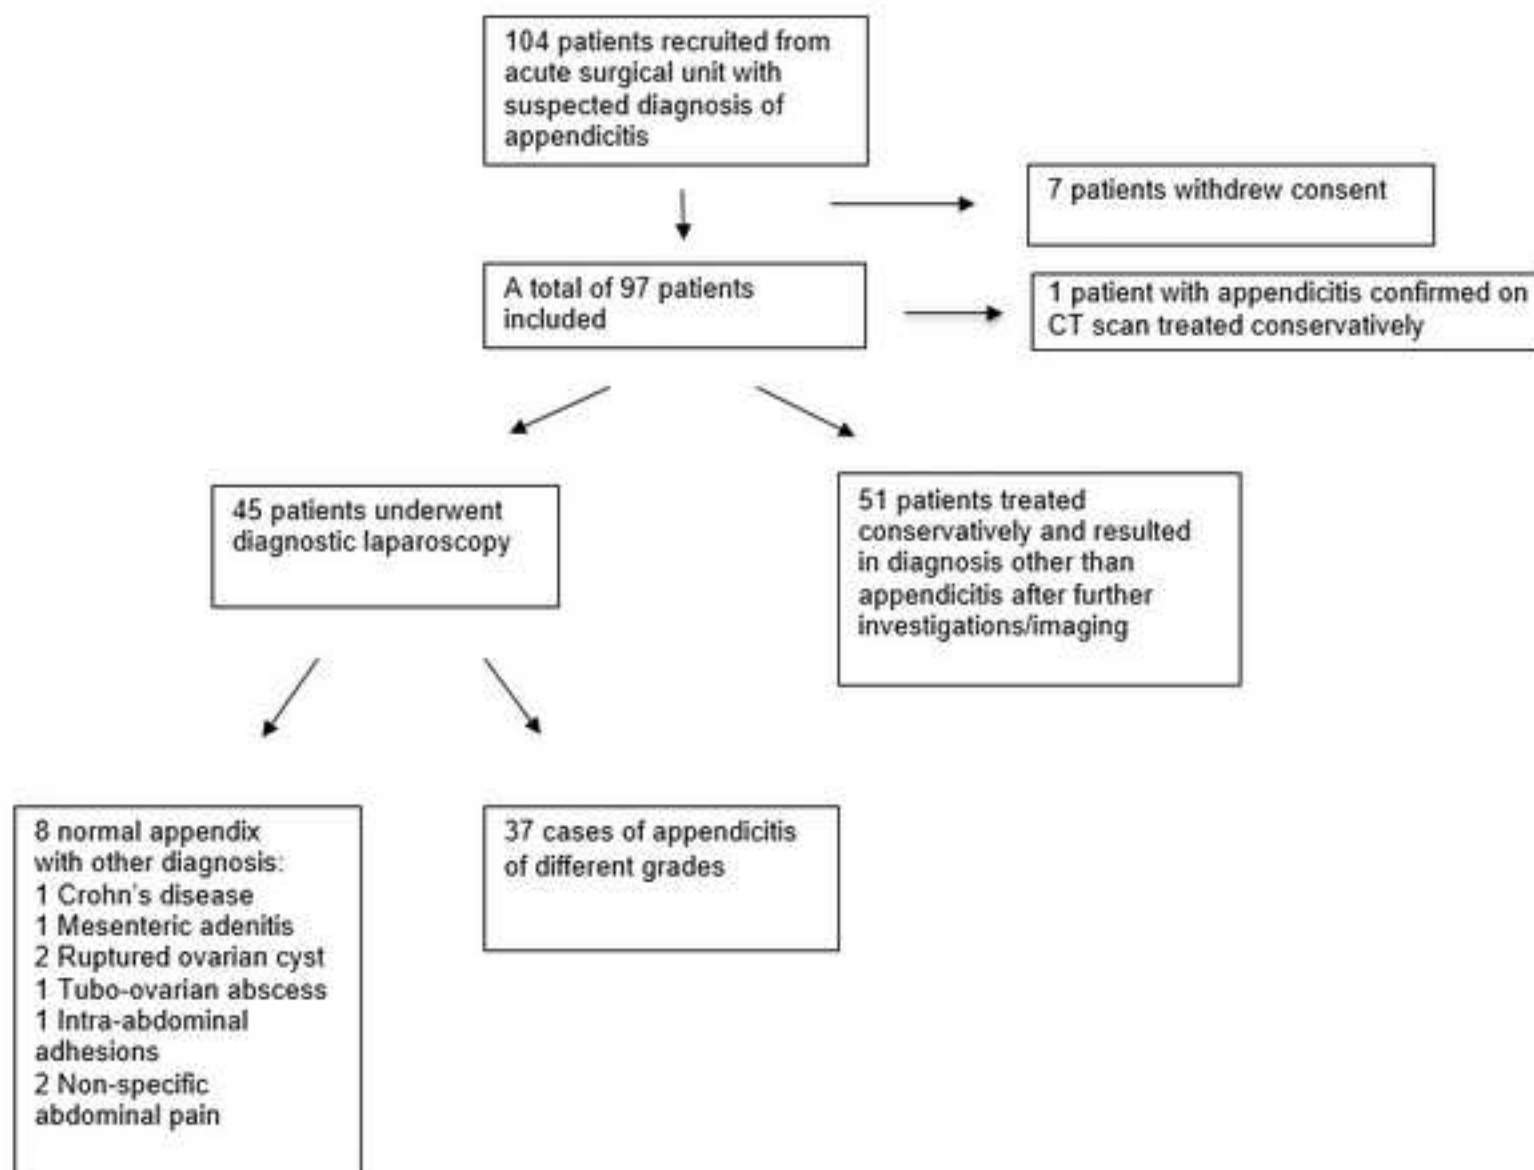 104 patients recruited from
acute surgical unit with
suspected diagnosis of
appendicitis
7 patients withdrew consent
A total of 97 patients
included
1 patient with appendicitis confirmed on
CT scan treated conservatively
45 patients underwent
diagnostic laparoscopy
51 patients treated
conservatively and resulted
in diagnosis other than
appendicitis after further
investigations/imaging
8 normal appendix
with other diagnosis:
1 Crohn's disease
1 Mesenteric adenitis
2 Ruptured ovarian cyst
1 Tubo-ovarian abscess
1 Intra-abdominal
adhesions
2 Non-specific
abdominal pain
37 cases of appendicitis
of different grades